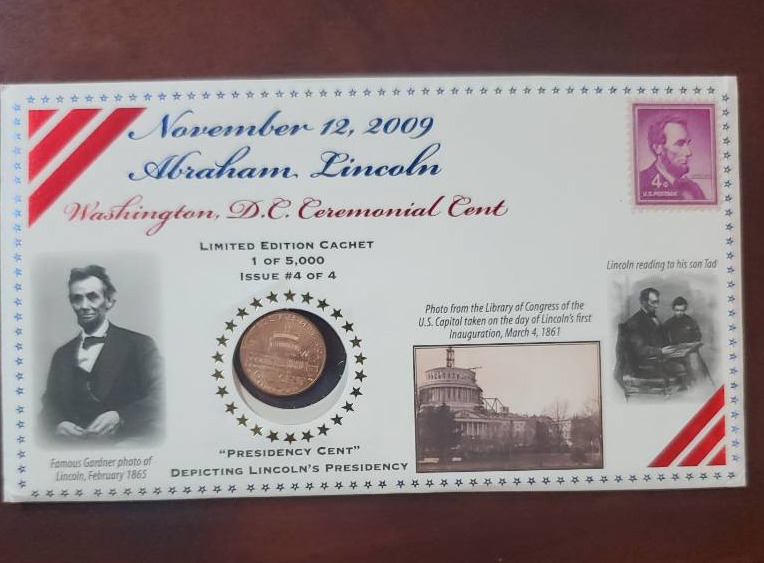 November 12, 2009
Abraham Lincoln
Washington, D.C. Ceremonial Cent
4¢
U.S. POSTAGE
LIMITED EDITION CACHET
1 OF 5,000
ISSUE #4 OF 4
Lincoln reading to his son Tad
Photo from the Library of Congress of the
U.S. Capitol taken on the day of Lincoln's first
Inauguration, March 4, 1861
"PRESIDENCY CENT"
DEPICTING LINCOLN'S PRESIDENCY
Famous Gardner photo of
Lincoln, February 1865